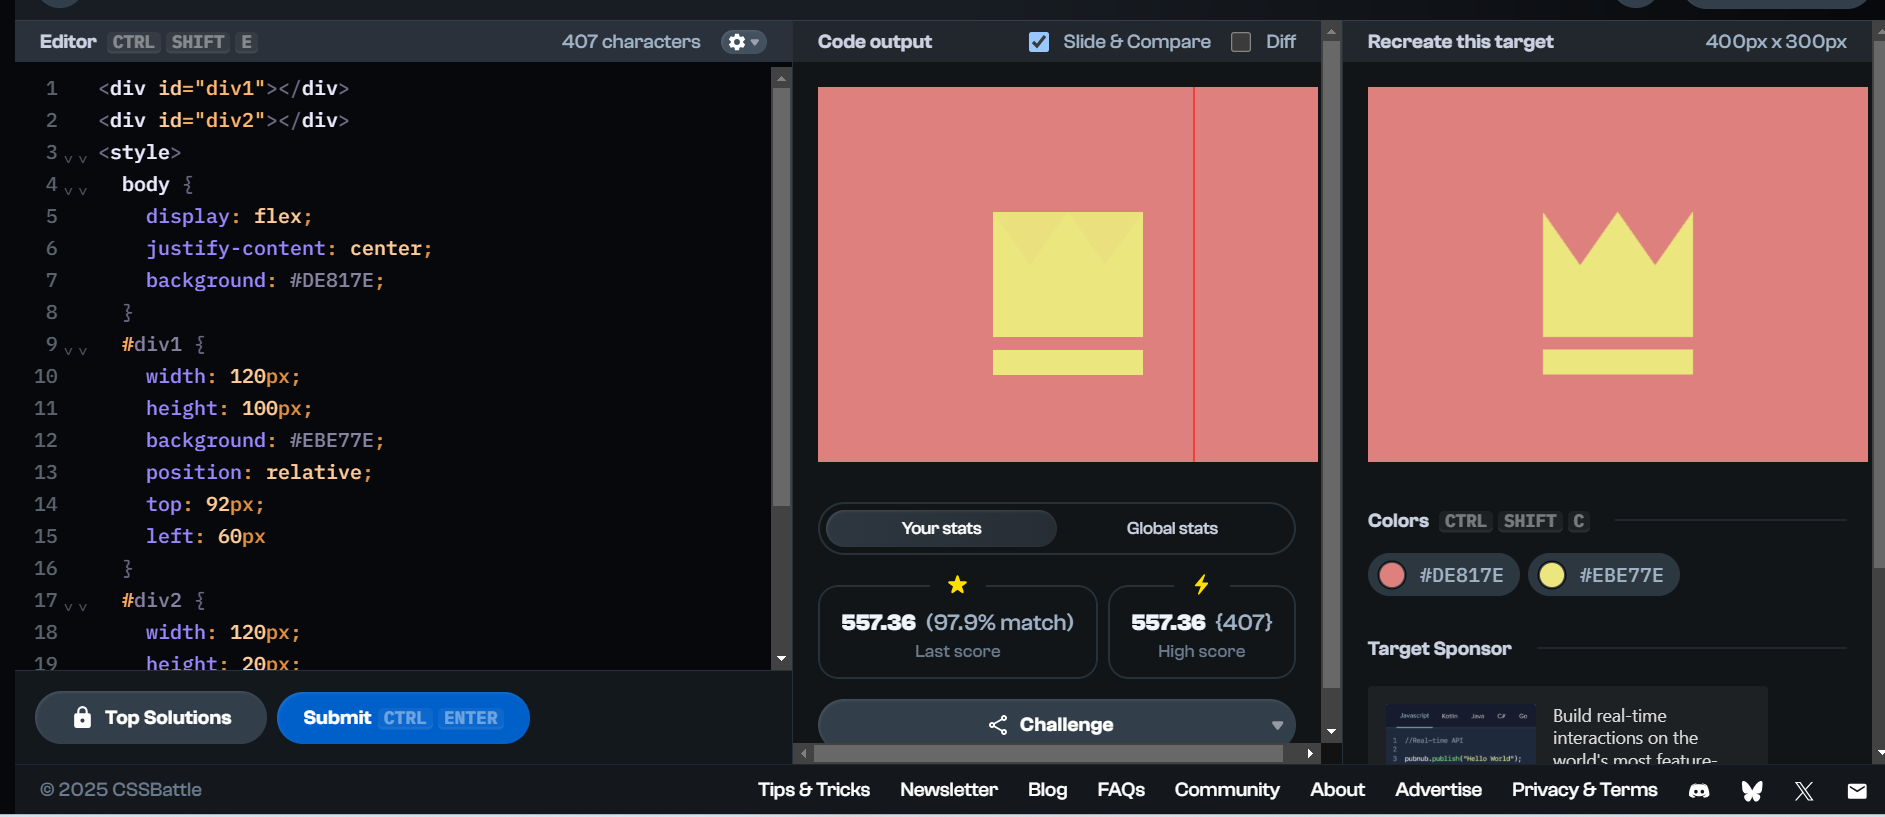 Editor CTRL SHIFT E
407 characters
1 <div id="div1"></div>
2 <div id="div2"></div>
3 <style>
4 body {
5 display: flex;
6 justify-content: center;
7 background: #DE817E;
8 }
9 #div1 {
10 width: 120px;
11 height: 100px;
12 background: #EBE77E;
13 position: relative;
14 top: 92px;
15 left: 60px
16 }
17 #div2 {
18 width: 120px;
19 height: 20px;
Top Solutions
Submit CTRL ENTER
Code output
Slide & Compare
Diff
Your stats
Global stats
557.36 (97.9% match)
Last score
557.36 {407}
High score
Challenge
Recreate this target
400px x 300px
Colors CTRL SHIFT C
#DE817E
#EBE77E
Target Sponsor
Javascript Kotlin Java C# Go
1 //Real-time API
2
3 pubnub.publish("Hello World");
Build real-time
interactions on the
world's most feature-
© 2025 CSSBattle
Tips & Tricks Newsletter Blog FAQs Community About Advertise Privacy & Terms